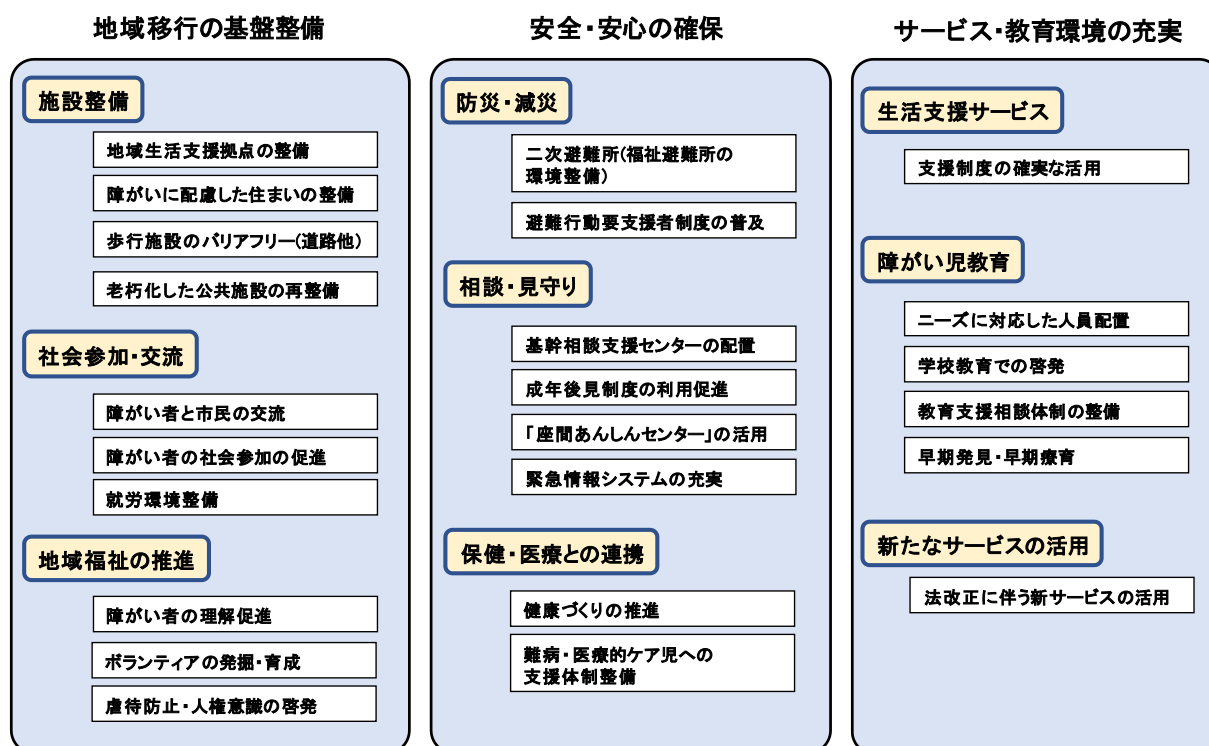 地域移行の基盤整備
施設整備
地域生活支援拠点の整備
障がいに配慮した住まいの整備
歩行施設のバリアフリー(道路他)
老朽化した公共施設の再整備
社会参加・交流
障がい者と市民の交流
障がい者の社会参加の促進
就労環境整備
地域福祉の推進
障がい者の理解促進
ボランティアの発掘・育成
虐待防止・人権意識の啓発
安全・安心の確保
防災・減災
二次避難所(福祉避難所の
環境整備)
避難行動要支援者制度の普及
相談・見守り
基幹相談支援センターの配置
成年後見制度の利用促進
「座間あんしんセンター」の活用
緊急情報システムの充実
保健・医療との連携
健康づくりの推進
難病・医療的ケア児への
支援体制整備
サービス・教育環境の充実
生活支援サービス
支援制度の確実な活用
障がい児教育
ニーズに対応した人員配置
学校教育での啓発
教育支援相談体制の整備
早期発見・早期療育
新たなサービスの活用
法改正に伴う新サービスの活用